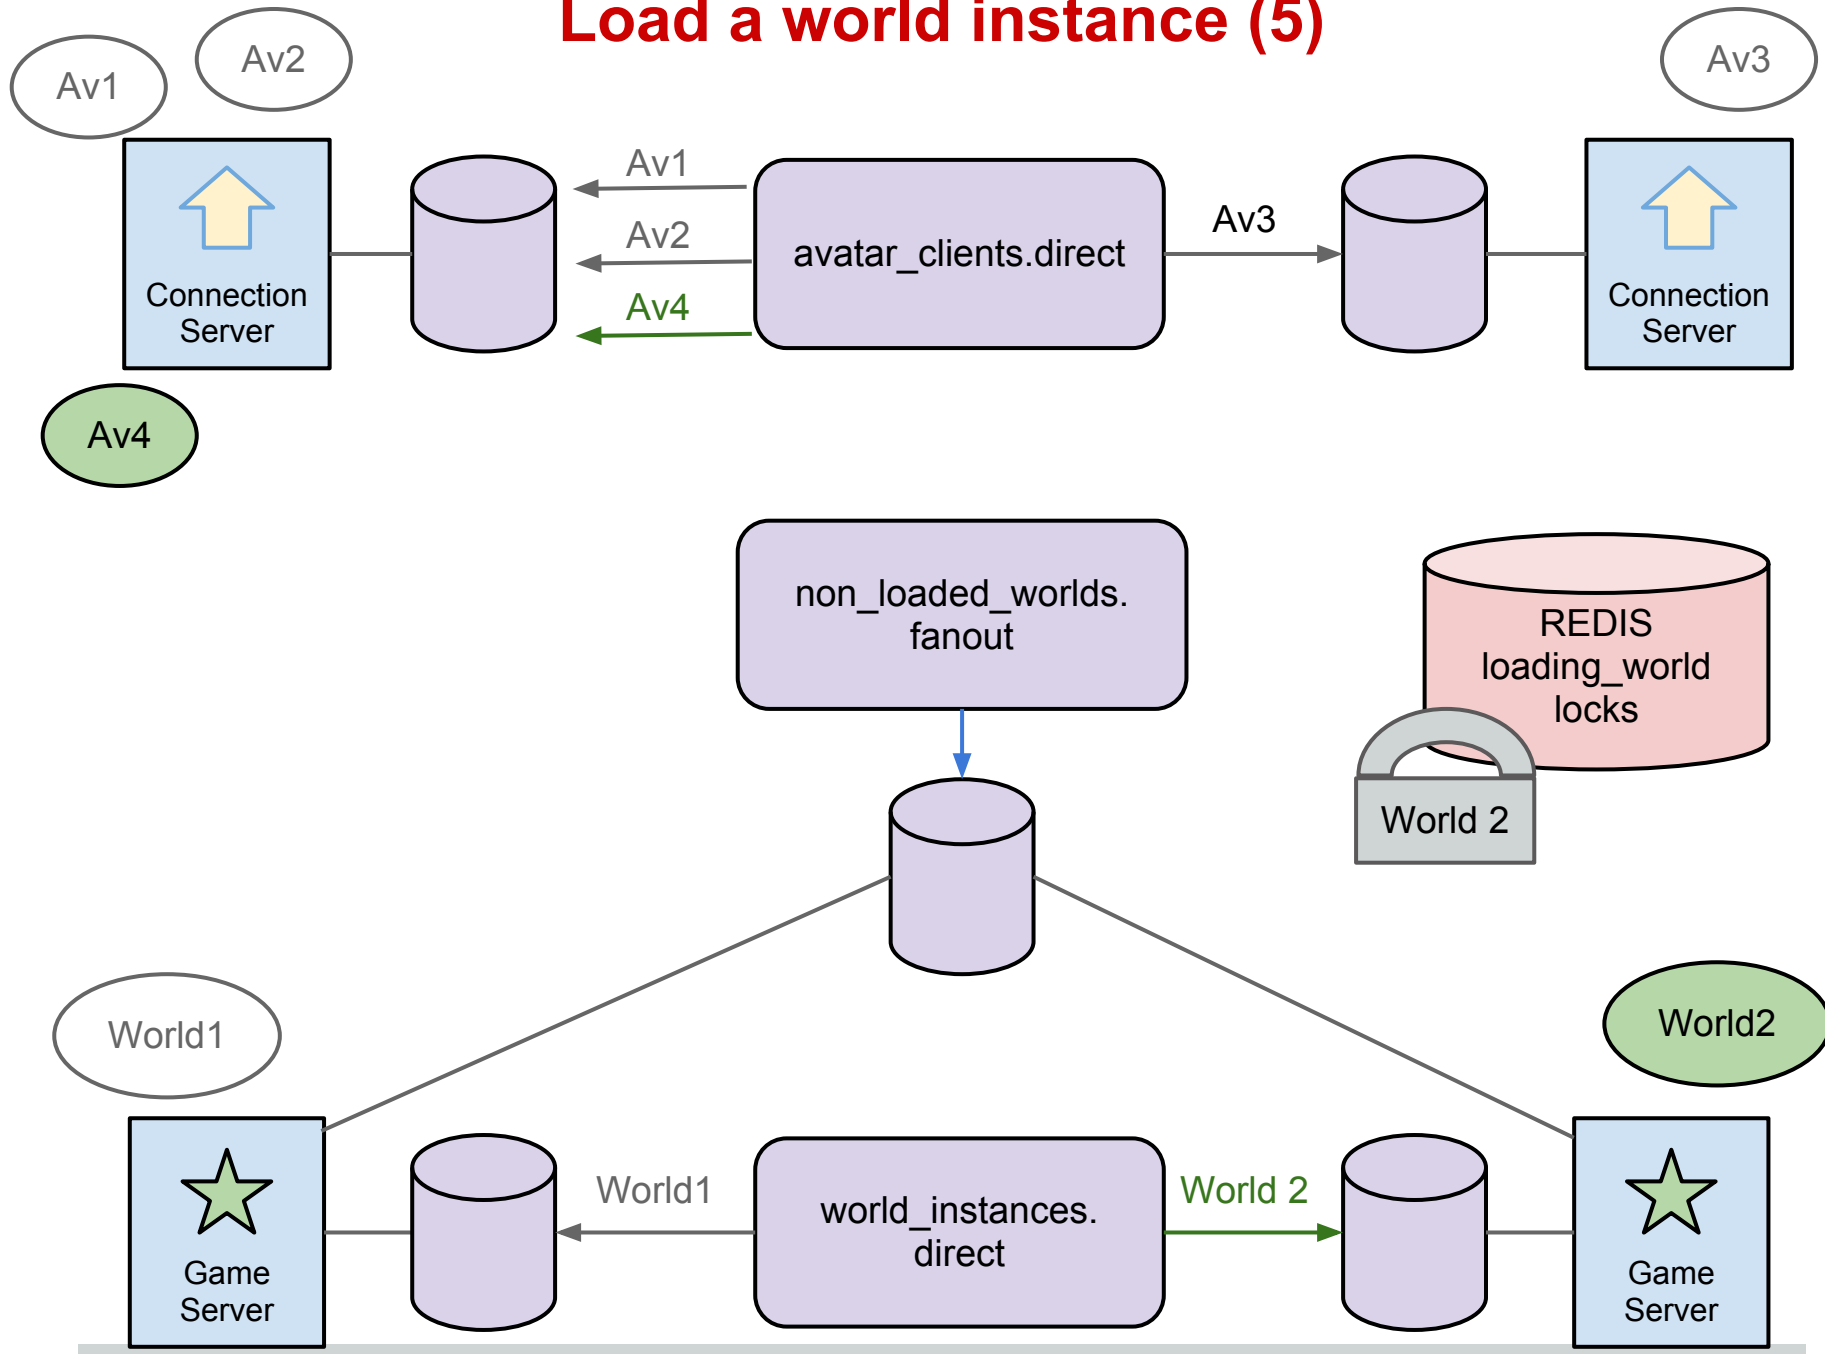 Load a world instance (5)
Av1
Av2
Av3
Av1
Av2
Av4
avatar_clients.direct
Av3
Connection
Server
Connection
Server
Av4
non_loaded_worlds.
fanout
REDIS
loading_world
locks
World 2
World1
World2
World1
world_instances.
direct
World 2
Game
Server
Game
Server